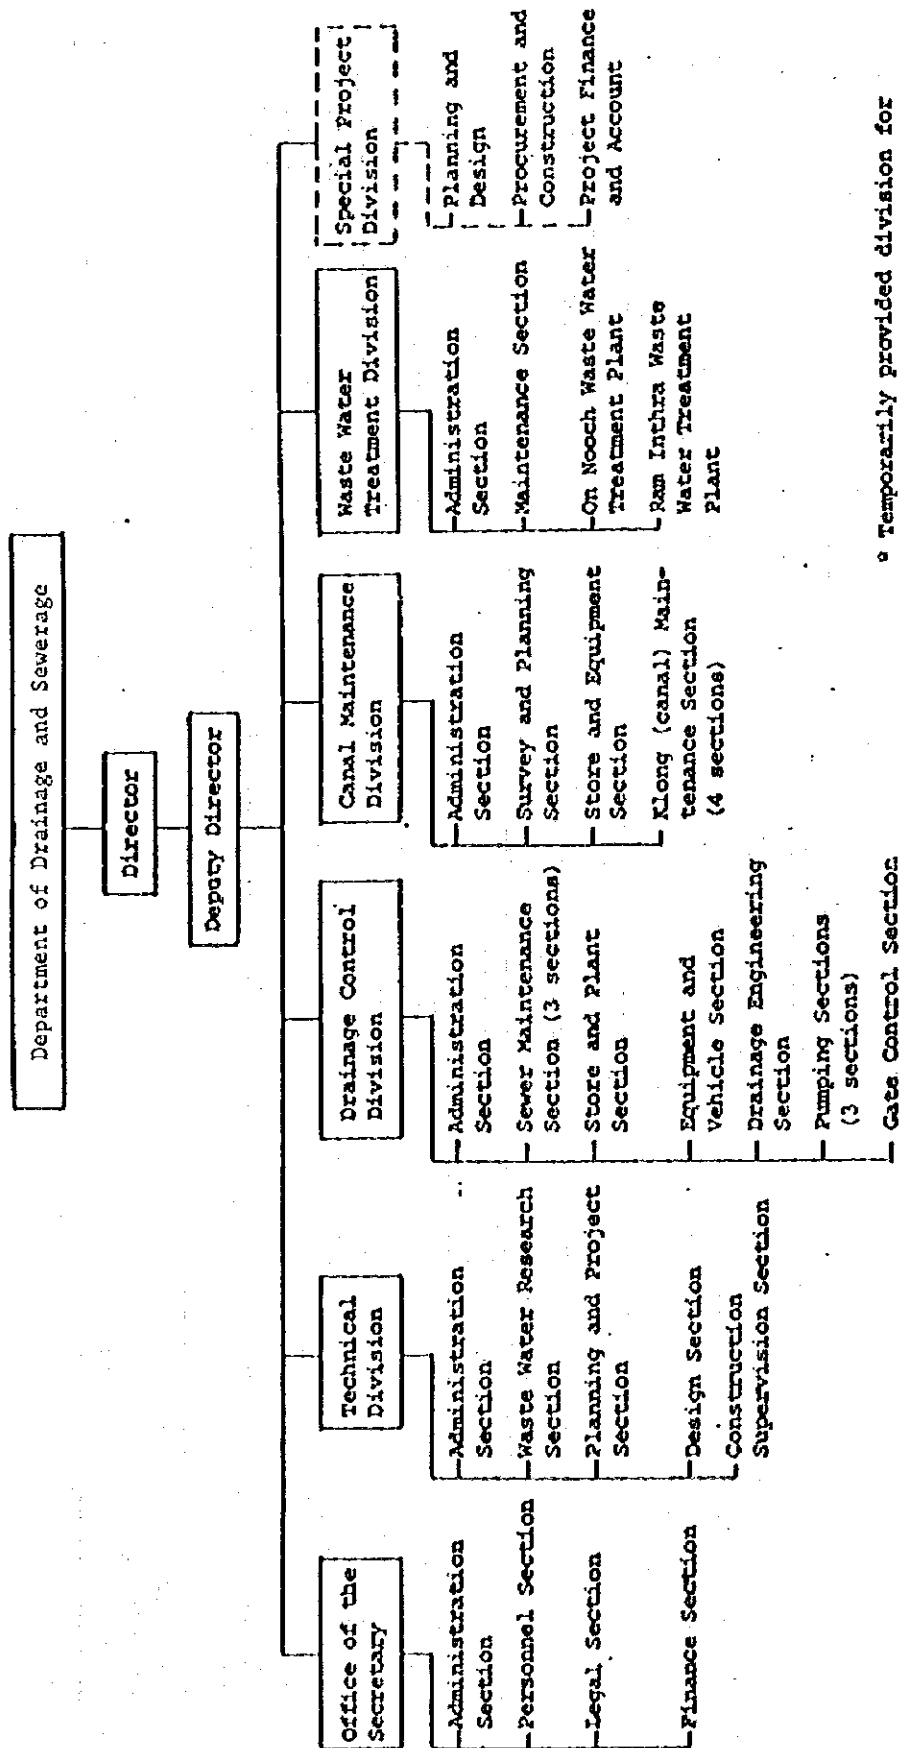 Department of Drainage and Sewerage
Director
Deputy Director
Office of the
Secretary
Administration
Section
Personnel Section
Legal Section
Finance Section
Technical
Division
Administration
Section
Waste Water Research
Section
Planning and Project
Section
Design Section
Construction
Supervision Section
Drainage Control
Division
Administration
Section
Sewer Maintenance
Section (3 sections)
Store and Plant
Section
Equipment and
Vehicle Section
Drainage Engineering
Section
Pumping Sections
(3 sections)
Gate Control Section
Canal Maintenance
Division
Administration
Section
Survey and Planning
Section
Store and Equipment
Section
Klong (canal) Main-
tenance Section
(4 sections)
Waste Water
Treatment Division
Administration
Section
Maintenance Section
On Nooch Waste Water
Treatment Plant
Ram Inthra Waste
Water Treatment
Plant
Special Project
Division
Planning and
Design
Procurement and
Construction
Project Finance
and Account
* Temporarily provided division for